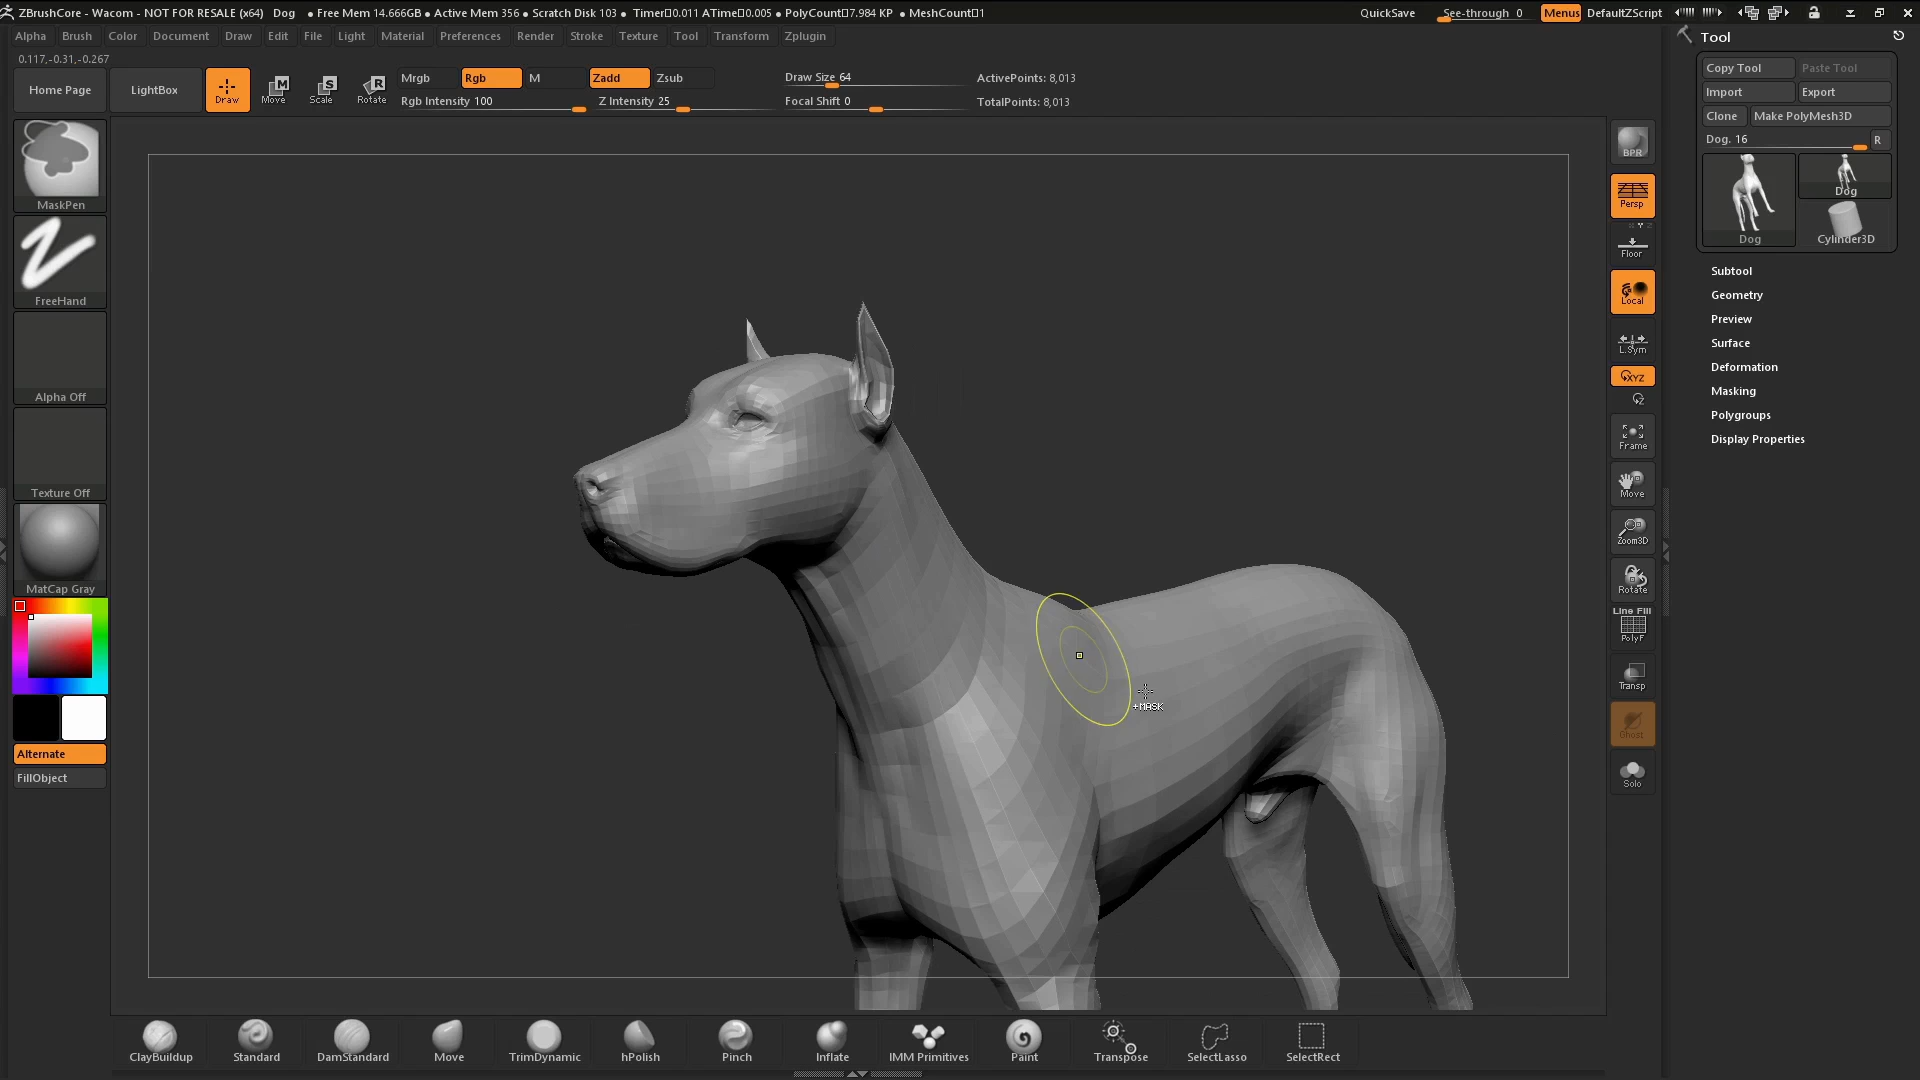 ZBrushCore - Wacom - NOT FOR RESALE (x64) Dog • Free Mem 14.666GB • Active Mem 356 • Scratch Disk 103 • Timer▯0.011 ATime▯0.005 • PolyCount▯7.984 KP • MeshCount▯1 QuickSave See-through 0 Menus DefaultZScript
Alpha Brush Color Document Draw Edit File Light Material Preferences Render Stroke Texture Tool Transform Zplugin
0.117,-0.31,-0.267
Home Page
LightBox
Draw
Move
Scale
Rotate
Mrgb Rgb M Zadd Zsub
Rgb Intensity 100 Z Intensity 25
Draw Size 64
Focal Shift 0
ActivePoints: 8,013
TotalPoints: 8,013
MaskPen
FreeHand
Alpha Off
Texture Off
MatCap Gray
Alternate
FillObject
+MASK
BPR
Persp
Floor
Local
L.Sym
XYZ
Z
Frame
Move
Zoom3D
Rotate
Line Fill
PolyF
Transp
Ghost
Solo
Tool
Copy Tool Paste Tool
Import Export
Clone Make PolyMesh3D
Dog. 16 R
Dog
Dog
Cylinder3D
Subtool
Geometry
Preview
Surface
Deformation
Masking
Polygroups
Display Properties
ClayBuildup Standard DamStandard Move TrimDynamic hPolish Pinch Inflate IMM Primitives Paint Transpose SelectLasso SelectRect